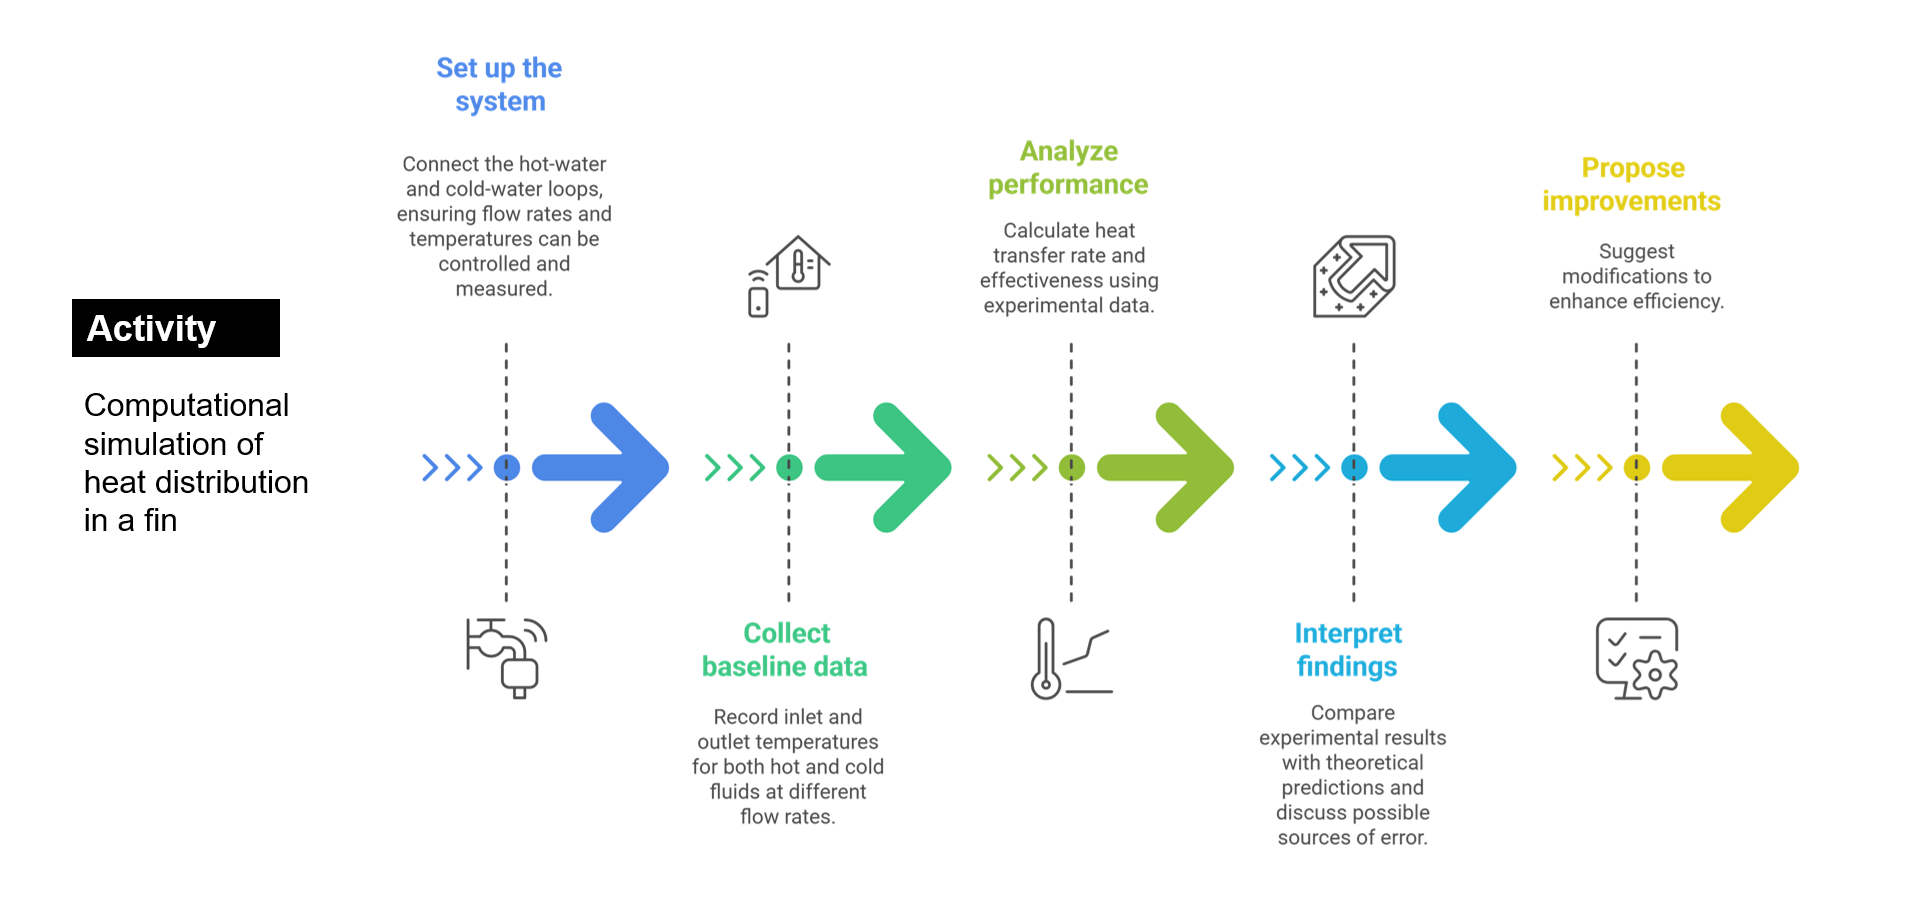 Activity
Computational
simulation of
heat distribution
in a fin
Set up the
system
Connect the hot-water
and cold-water loops,
ensuring flow rates and
temperatures can be
controlled and
measured.
Collect
baseline data
Record inlet and
outlet temperatures
for both hot and cold
fluids at different
flow rates.
Analyze
performance
Calculate heat
transfer rate and
effectiveness using
experimental data.
Interpret
findings
Compare
experimental results
with theoretical
predictions and
discuss possible
sources of error.
Propose
improvements
Suggest
modifications to
enhance efficiency.